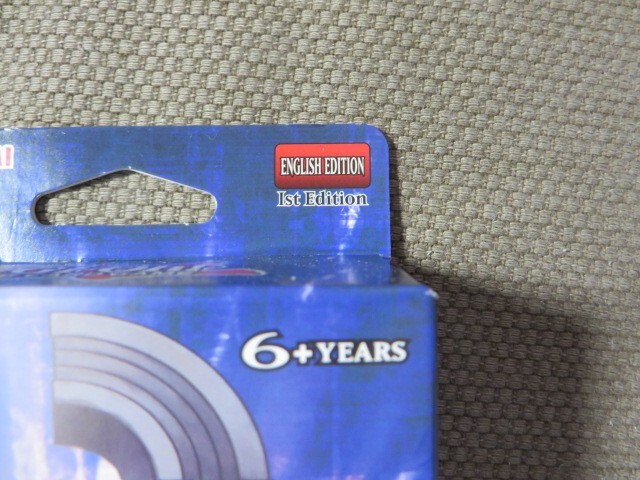 ENGLISH EDITION
1st Edition
6+ YEARS